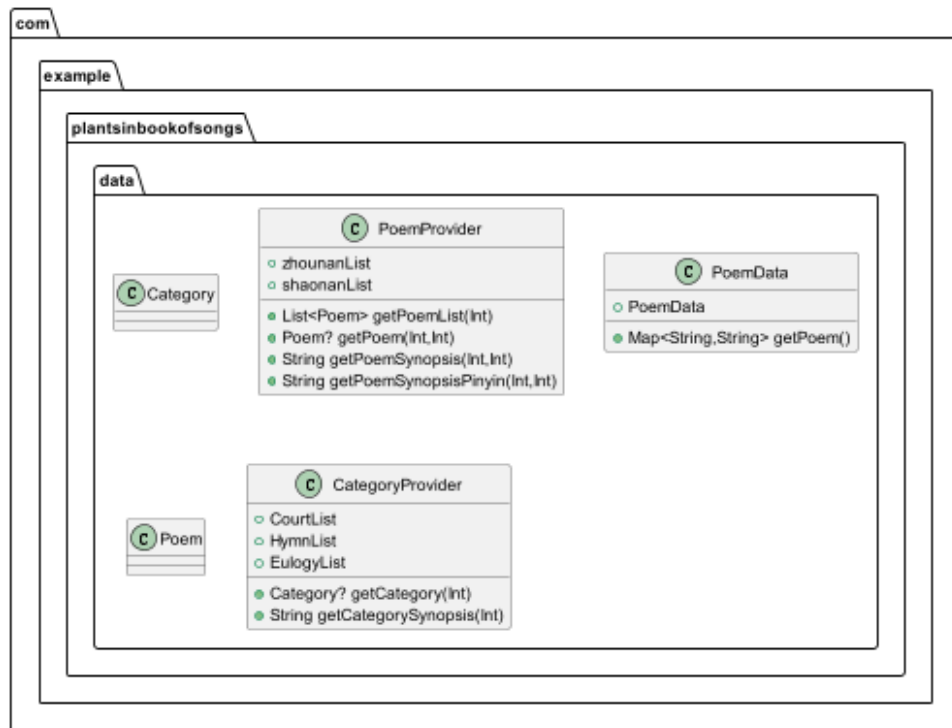 com
example
plantsinbookofsongs
data
C Category
C PoemProvider
zhounanList
shaonanList
List<Poem> getPoemList(Int)
Poem? getPoem(Int,Int)
String getPoemSynopsis(Int,Int)
String getPoemSynopsisPinyin(Int,Int)
C PoemData
PoemData
Map<String,String> getPoem()
C Poem
C CategoryProvider
CourtList
HymnList
EulogyList
Category? getCategory(Int)
String getCategorySynopsis(Int)